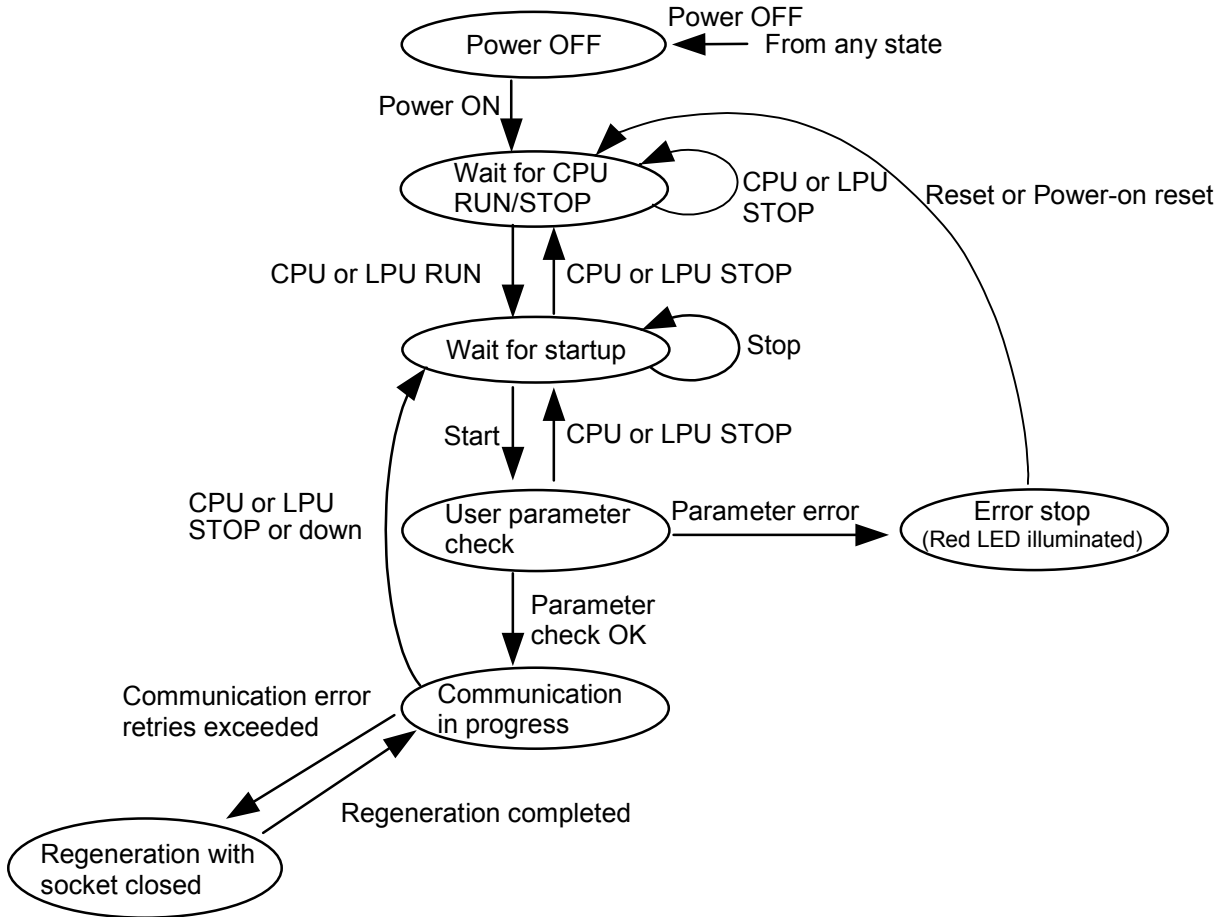 Power OFF
Power OFF
From any state
Power ON
Wait for CPU
RUN/STOP
CPU or LPU
STOP
Reset or Power-on reset
CPU or LPU RUN
CPU or LPU STOP
Wait for startup
Stop
Start
CPU or LPU STOP
CPU or LPU
STOP or down
User parameter
check
Parameter error
Error stop
(Red LED illuminated)
Parameter
check OK
Communication error
retries exceeded
Communication
in progress
Regeneration completed
Regeneration with
socket closed